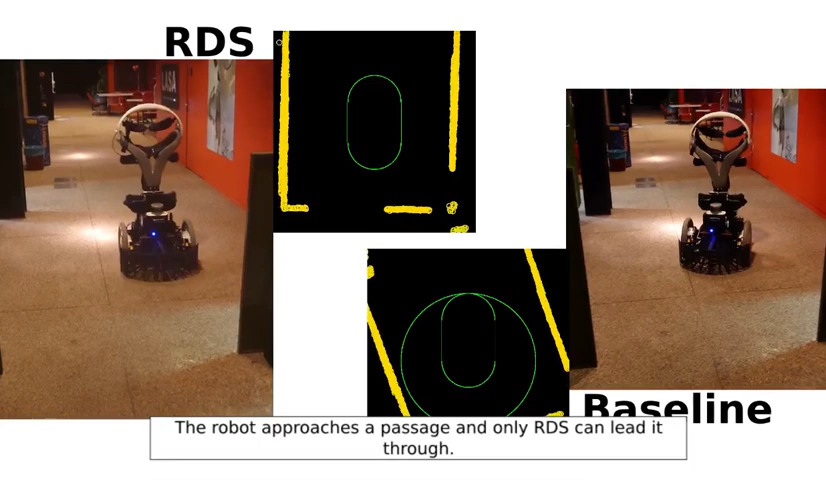 RDS
Baseline
The robot approaches a passage and only RDS can lead it
through.